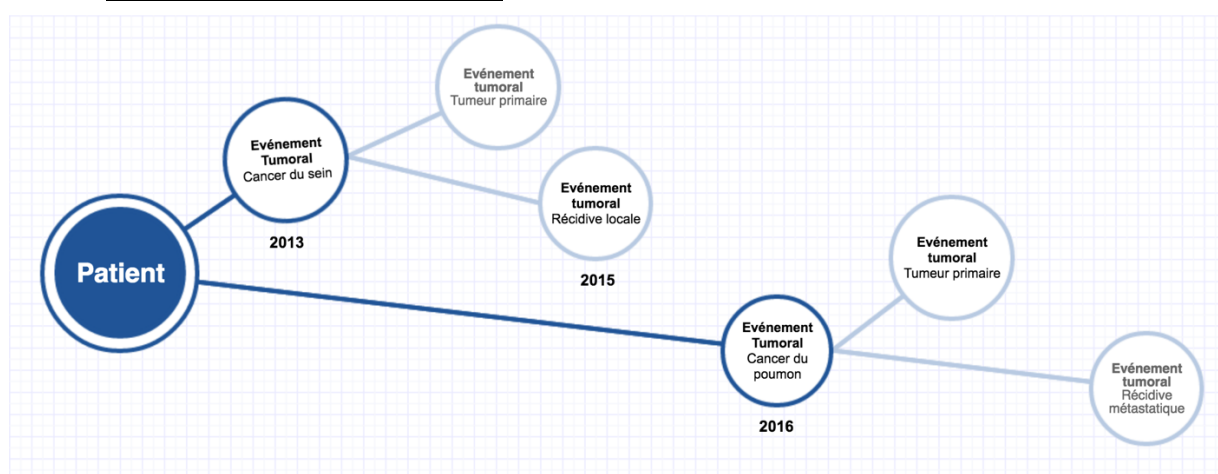 Evénement
tumoral
Tumeur primaire
Evénement
Tumoral
Cancer du sein
2013
Evénement
tumoral
Récidive locale
2015
Patient
Evénement
tumoral
Tumeur primaire
Evénement
Tumoral
Cancer du
poumon
2016
Evénement
tumoral
Récidive
métastatique